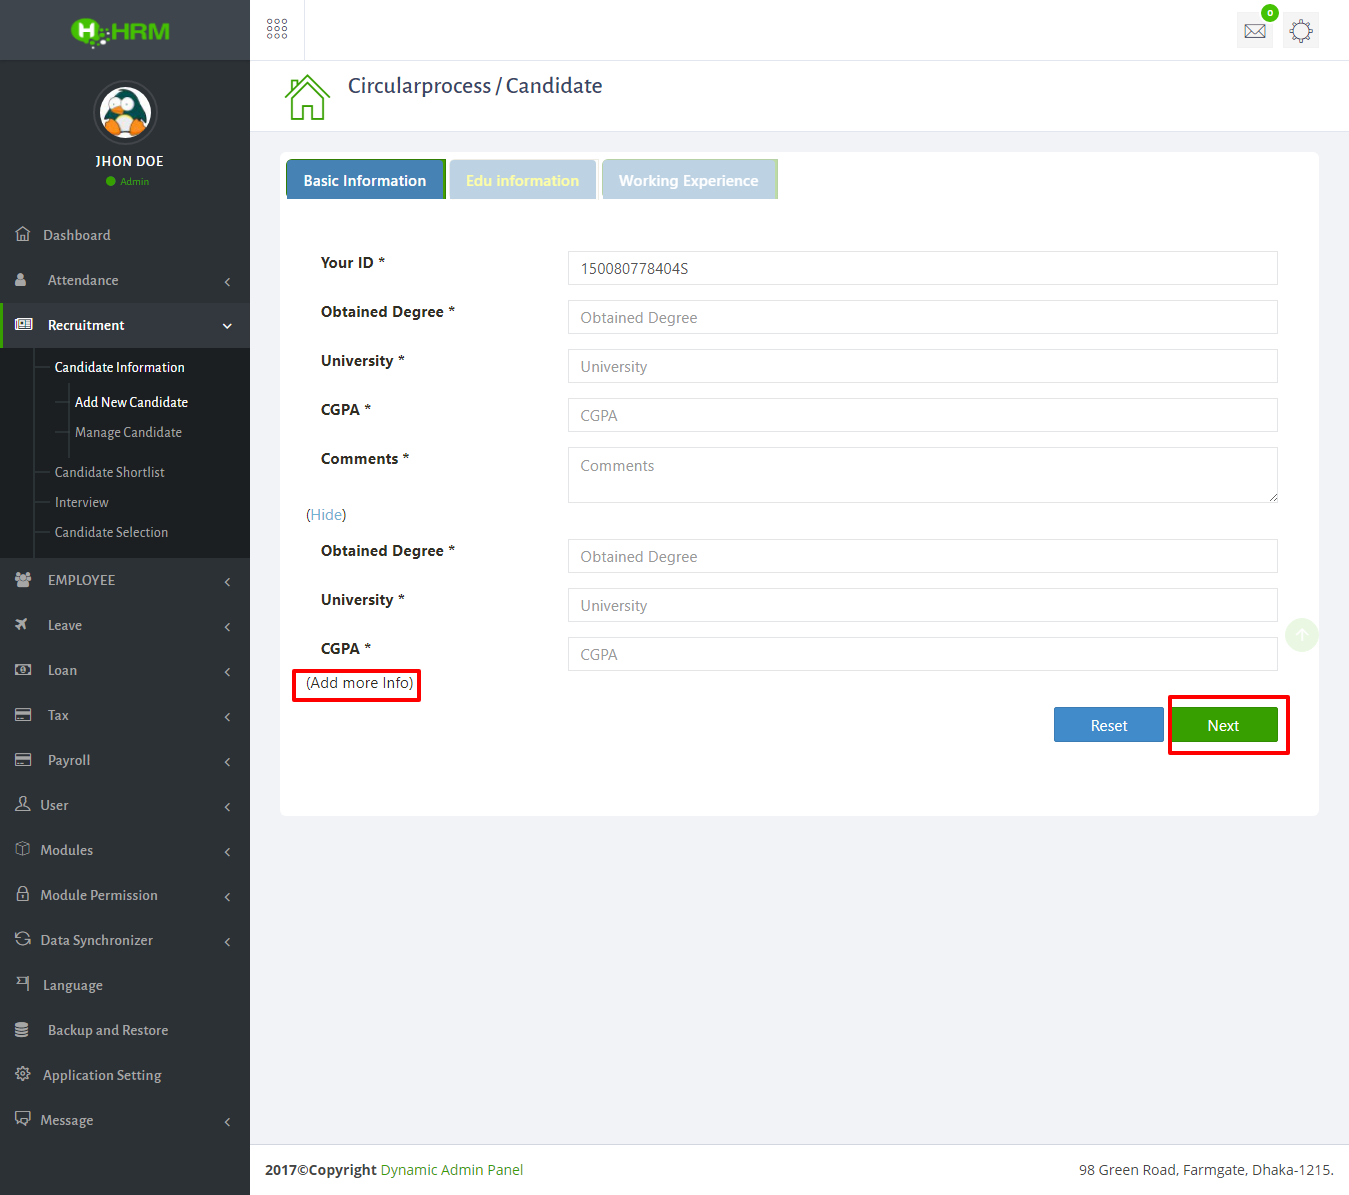 HRM
0
JHON DOE
Admin
Dashboard
Attendance
Recruitment
Candidate Information
Add New Candidate
Manage Candidate
Candidate Shortlist
Interview
Candidate Selection
EMPLOYEE
Leave
Loan
Tax
Payroll
User
Modules
Module Permission
Data Synchronizer
Language
Backup and Restore
Application Setting
Message
Circularprocess / Candidate
Basic Information Edu information Working Experience
Your ID * 150080778404S
Obtained Degree * Obtained Degree
University * University
CGPA * CGPA
Comments * Comments
(Hide)
Obtained Degree * Obtained Degree
University * University
CGPA * CGPA
(Add more Info)
Reset Next
2017©Copyright Dynamic Admin Panel 98 Green Road, Farmgate, Dhaka-1215.